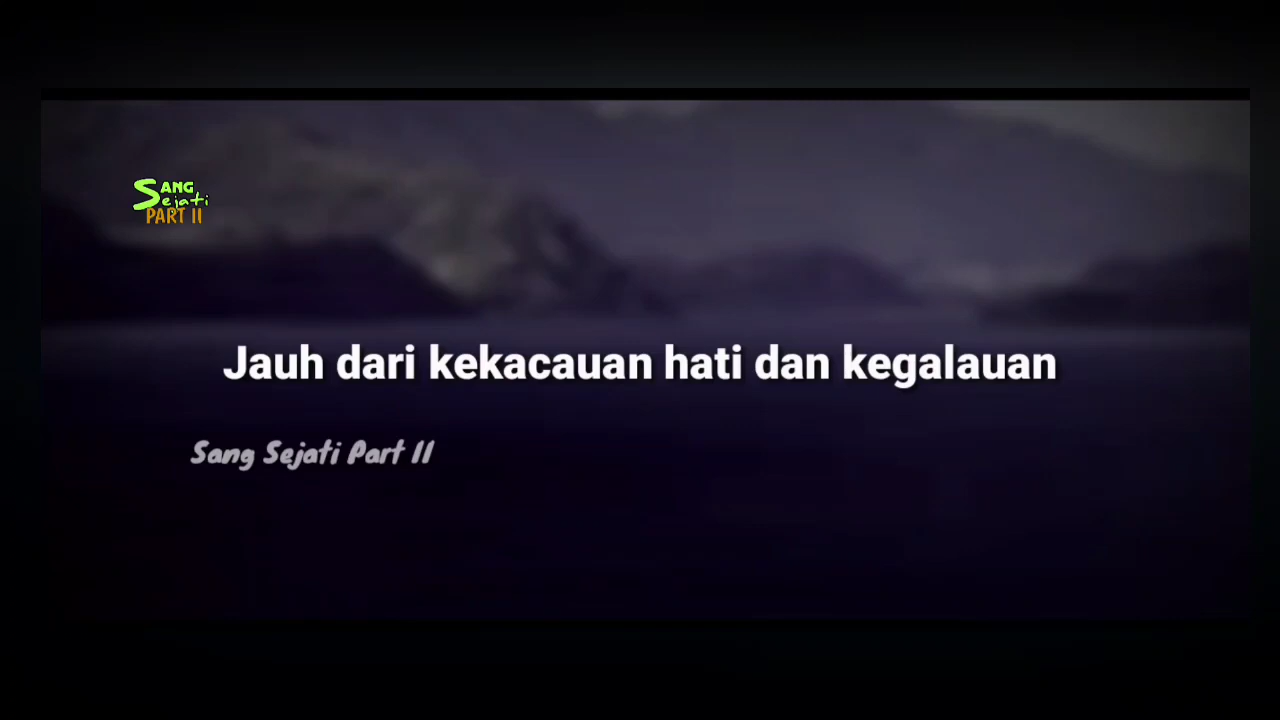 SANG
Sejati
PART II
Jauh dari kekacauan hati dan kegalauan
Sang Sejati Part II